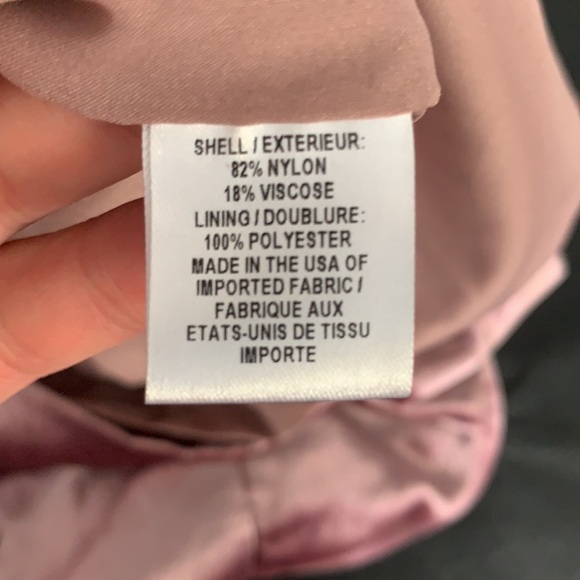 SHELL / EXTERIEUR:
82% NYLON
18% VISCOSE
LINING / DOUBLURE:
100% POLYESTER
MADE IN THE USA OF
IMPORTED FABRIC /
FABRIQUE AUX
ETATS-UNIS DE TISSU
IMPORTE